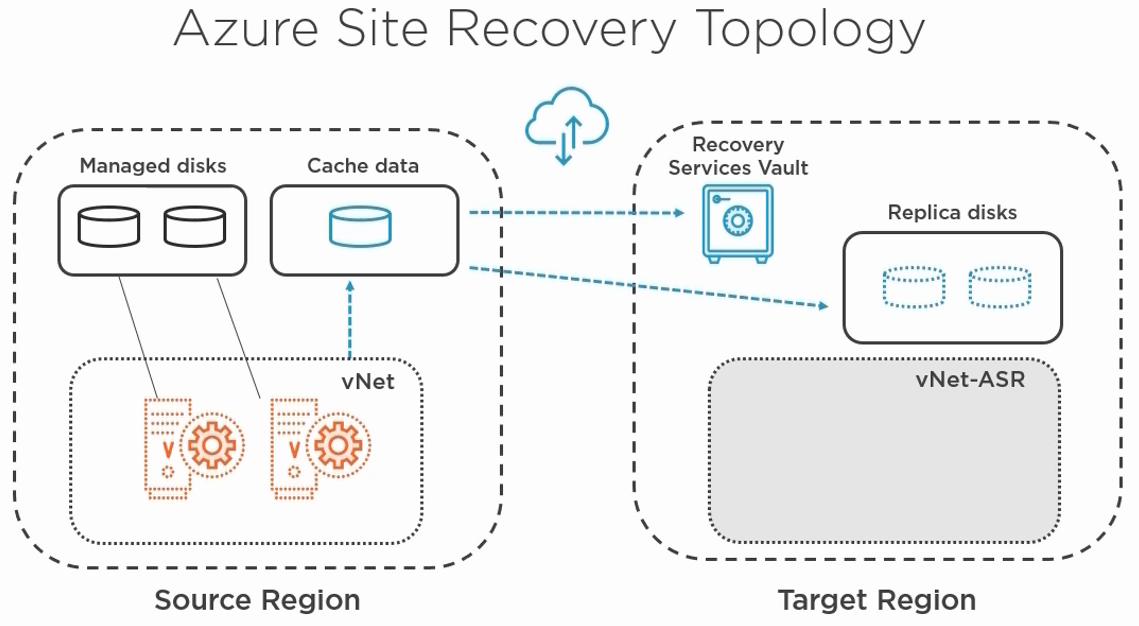 Azure Site Recovery Topology
Managed disks
Cache data
Recovery
Services Vault
Replica disks
vNet
vNet-ASR
V
V
Source Region
Target Region